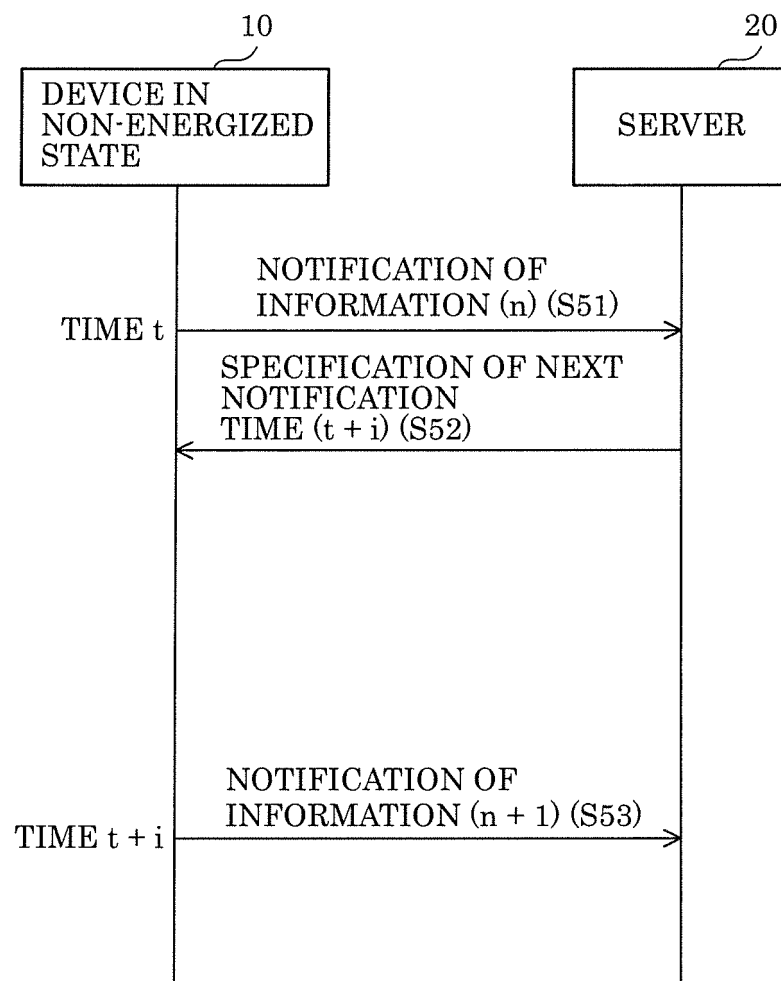 10
20
DEVICE IN
NON-ENERGIZED
STATE
SERVER
NOTIFICATION OF
INFORMATION (n) (S51)
TIME t
SPECIFICATION OF NEXT
NOTIFICATION
TIME (t + i) (S52)
NOTIFICATION OF
INFORMATION (n + 1) (S53)
TIME t + i